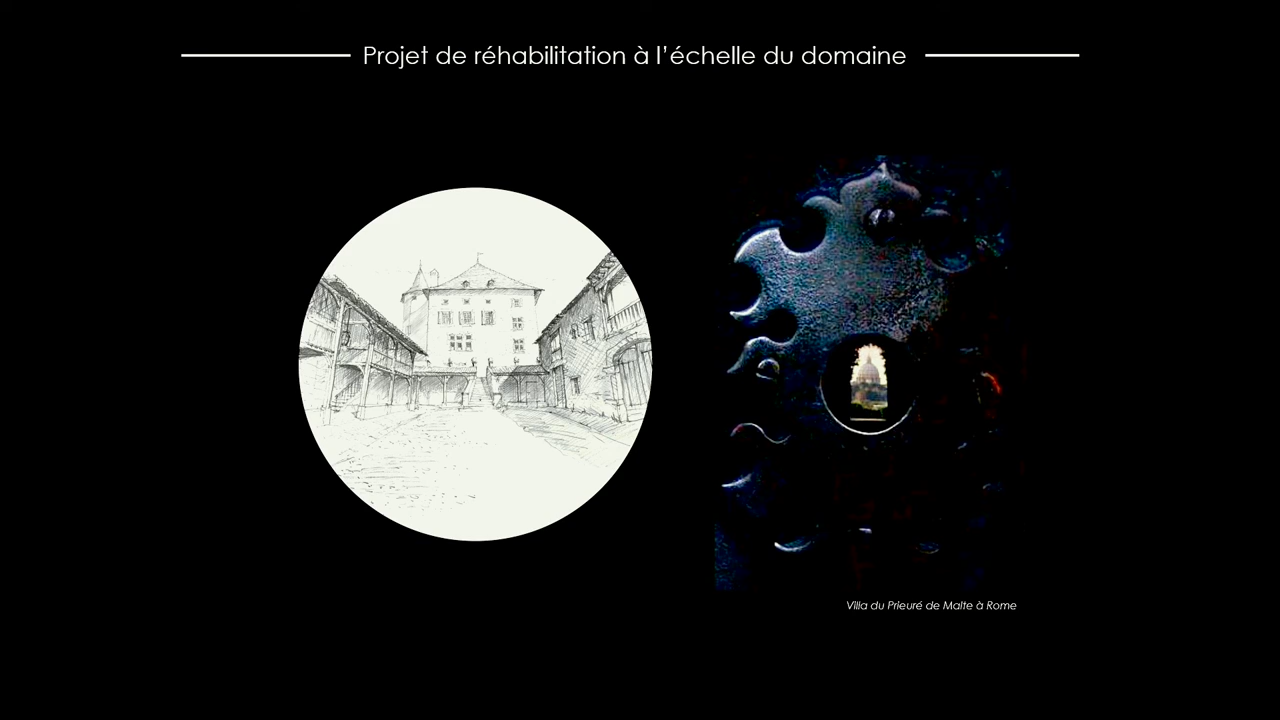 Projet de réhabilitation à l’échelle du domaine
Villa du Prieuré de Malte à Rome